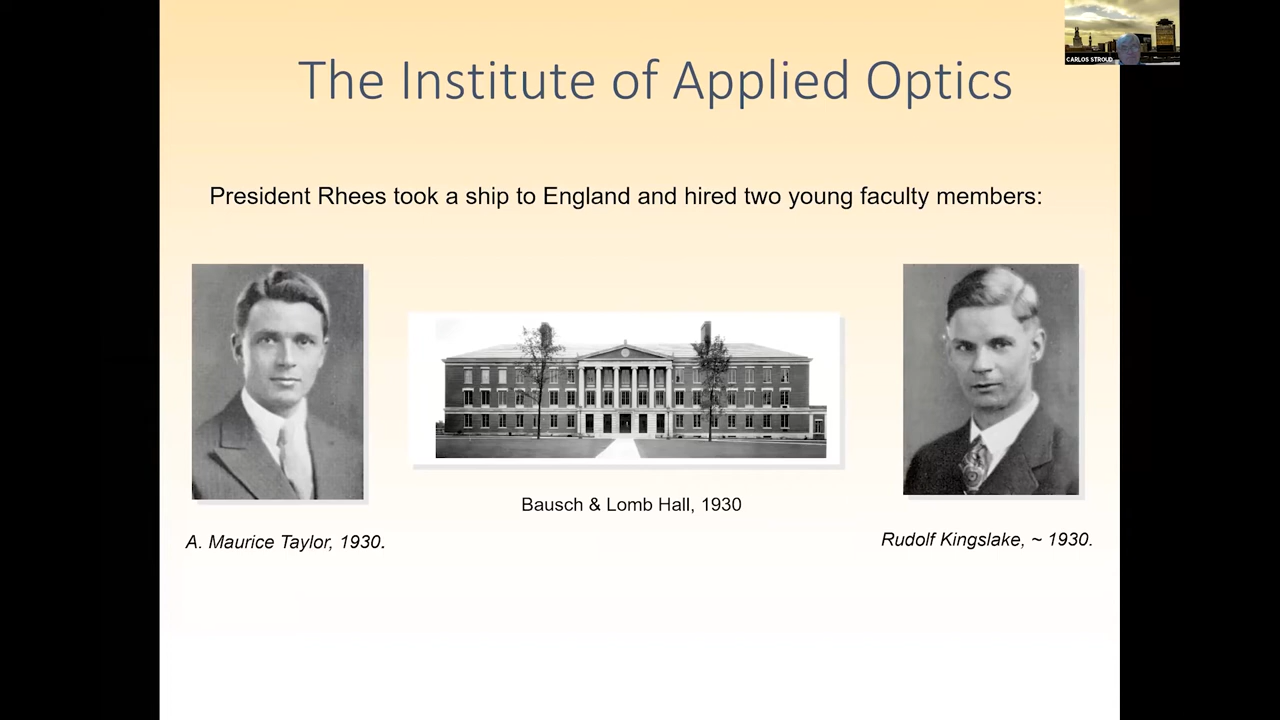 The Institute of Applied Optics
CARLOS STROUD
President Rhees took a ship to England and hired two young faculty members:
Bausch & Lomb Hall, 1930
A. Maurice Taylor, 1930.
Rudolf Kingslake, ~ 1930.